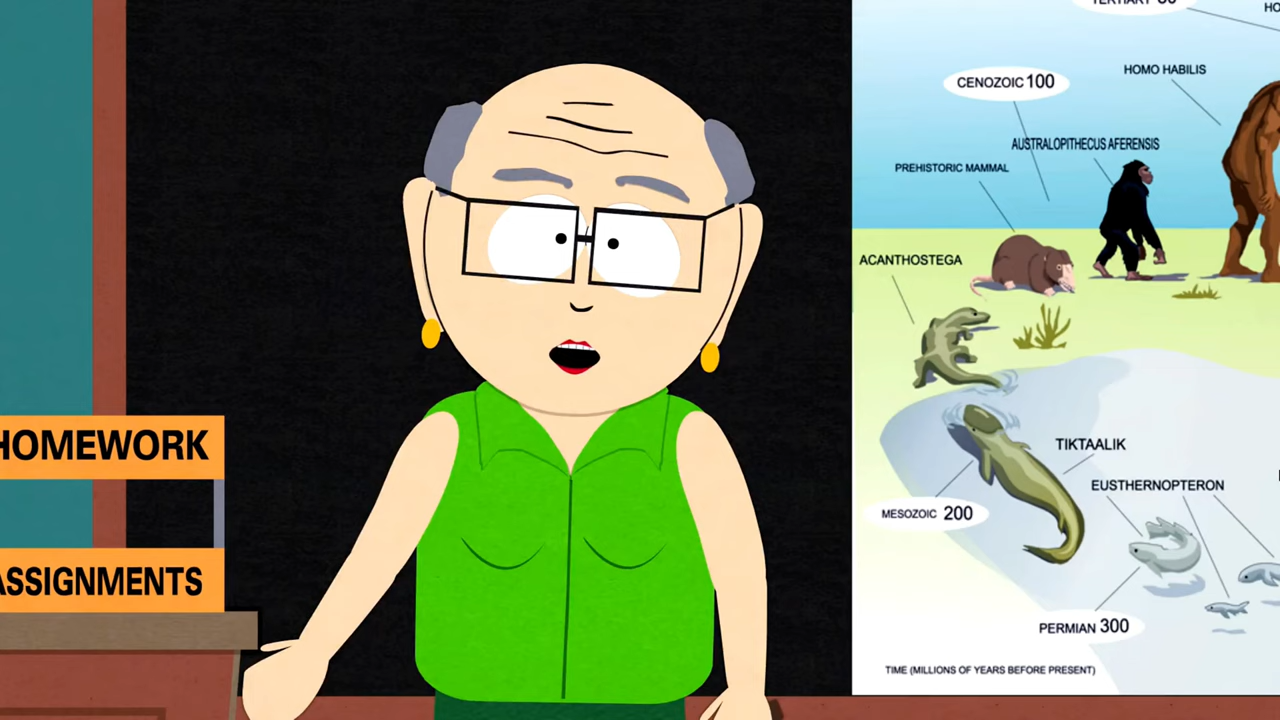 HOMEWORK
ASSIGNMENTS
CENOZOIC 100
HOMO HABILIS
AUSTRALOPITHECUS AFERENSIS
PREHISTORIC MAMMAL
ACANTHOSTEGA
TIKTAALIK
EUSTHERNOPTERON
MESOZOIC 200
PERMIAN 300
TIME (MILLIONS OF YEARS BEFORE PRESENT)